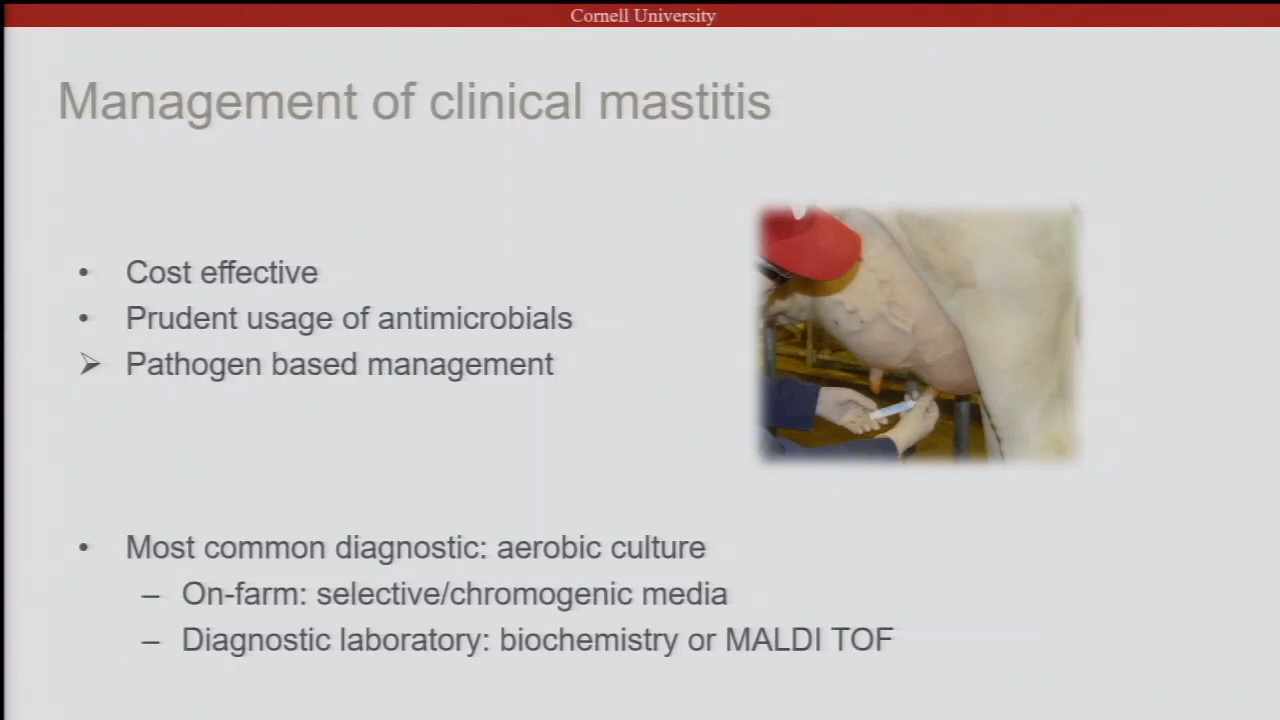 Cornell University
Management of clinical mastitis
• Cost effective
• Prudent usage of antimicrobials
➢ Pathogen based management
• Most common diagnostic: aerobic culture
– On-farm: selective/chromogenic media
– Diagnostic laboratory: biochemistry or MALDI TOF